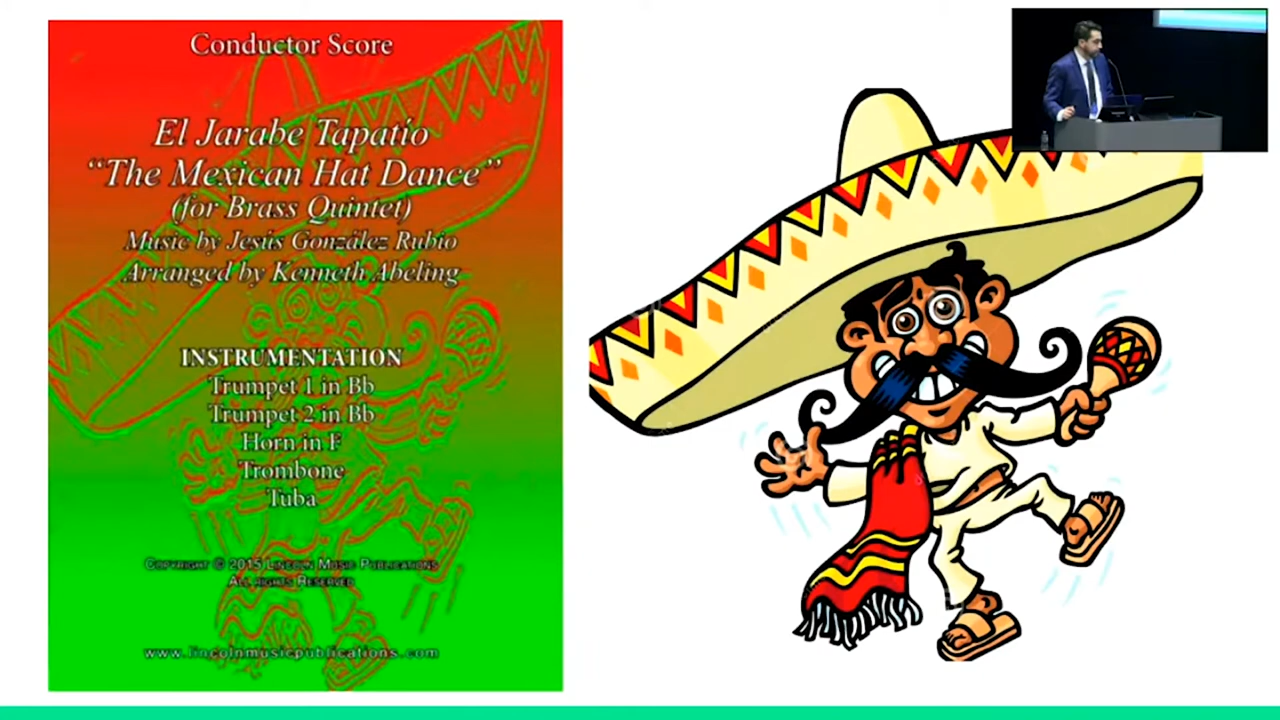 Conductor Score
El Jarabe Tapatío
“The Mexican Hat Dance”
(for Brass Quintet)
Music by Jesús González Rubio
Arranged by Kenneth Abeling
INSTRUMENTATION
Trumpet 1 in Bb
Trumpet 2 in Bb
Horn in F
Trombone
Tuba
Copyright © 2015 Lincoln Music Publications
All rights Reserved
www.lincolnmusicpublications.com